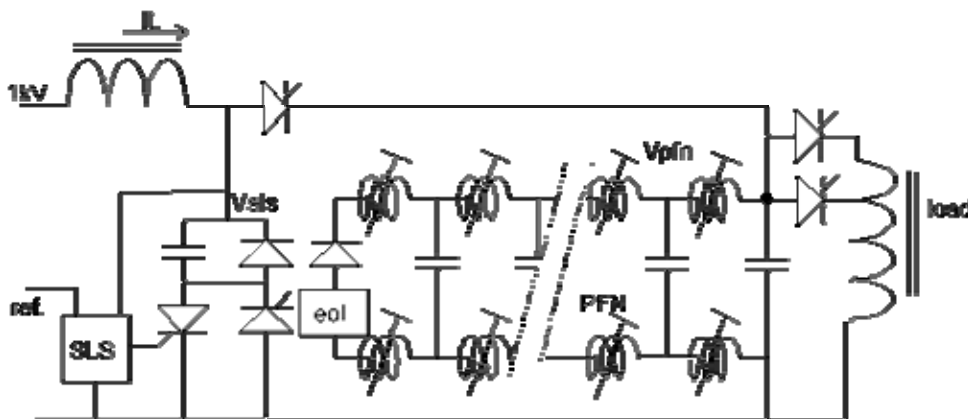 IL
1kV
Vpfn
Vsls
load
ref.
eol
PFN
SLS